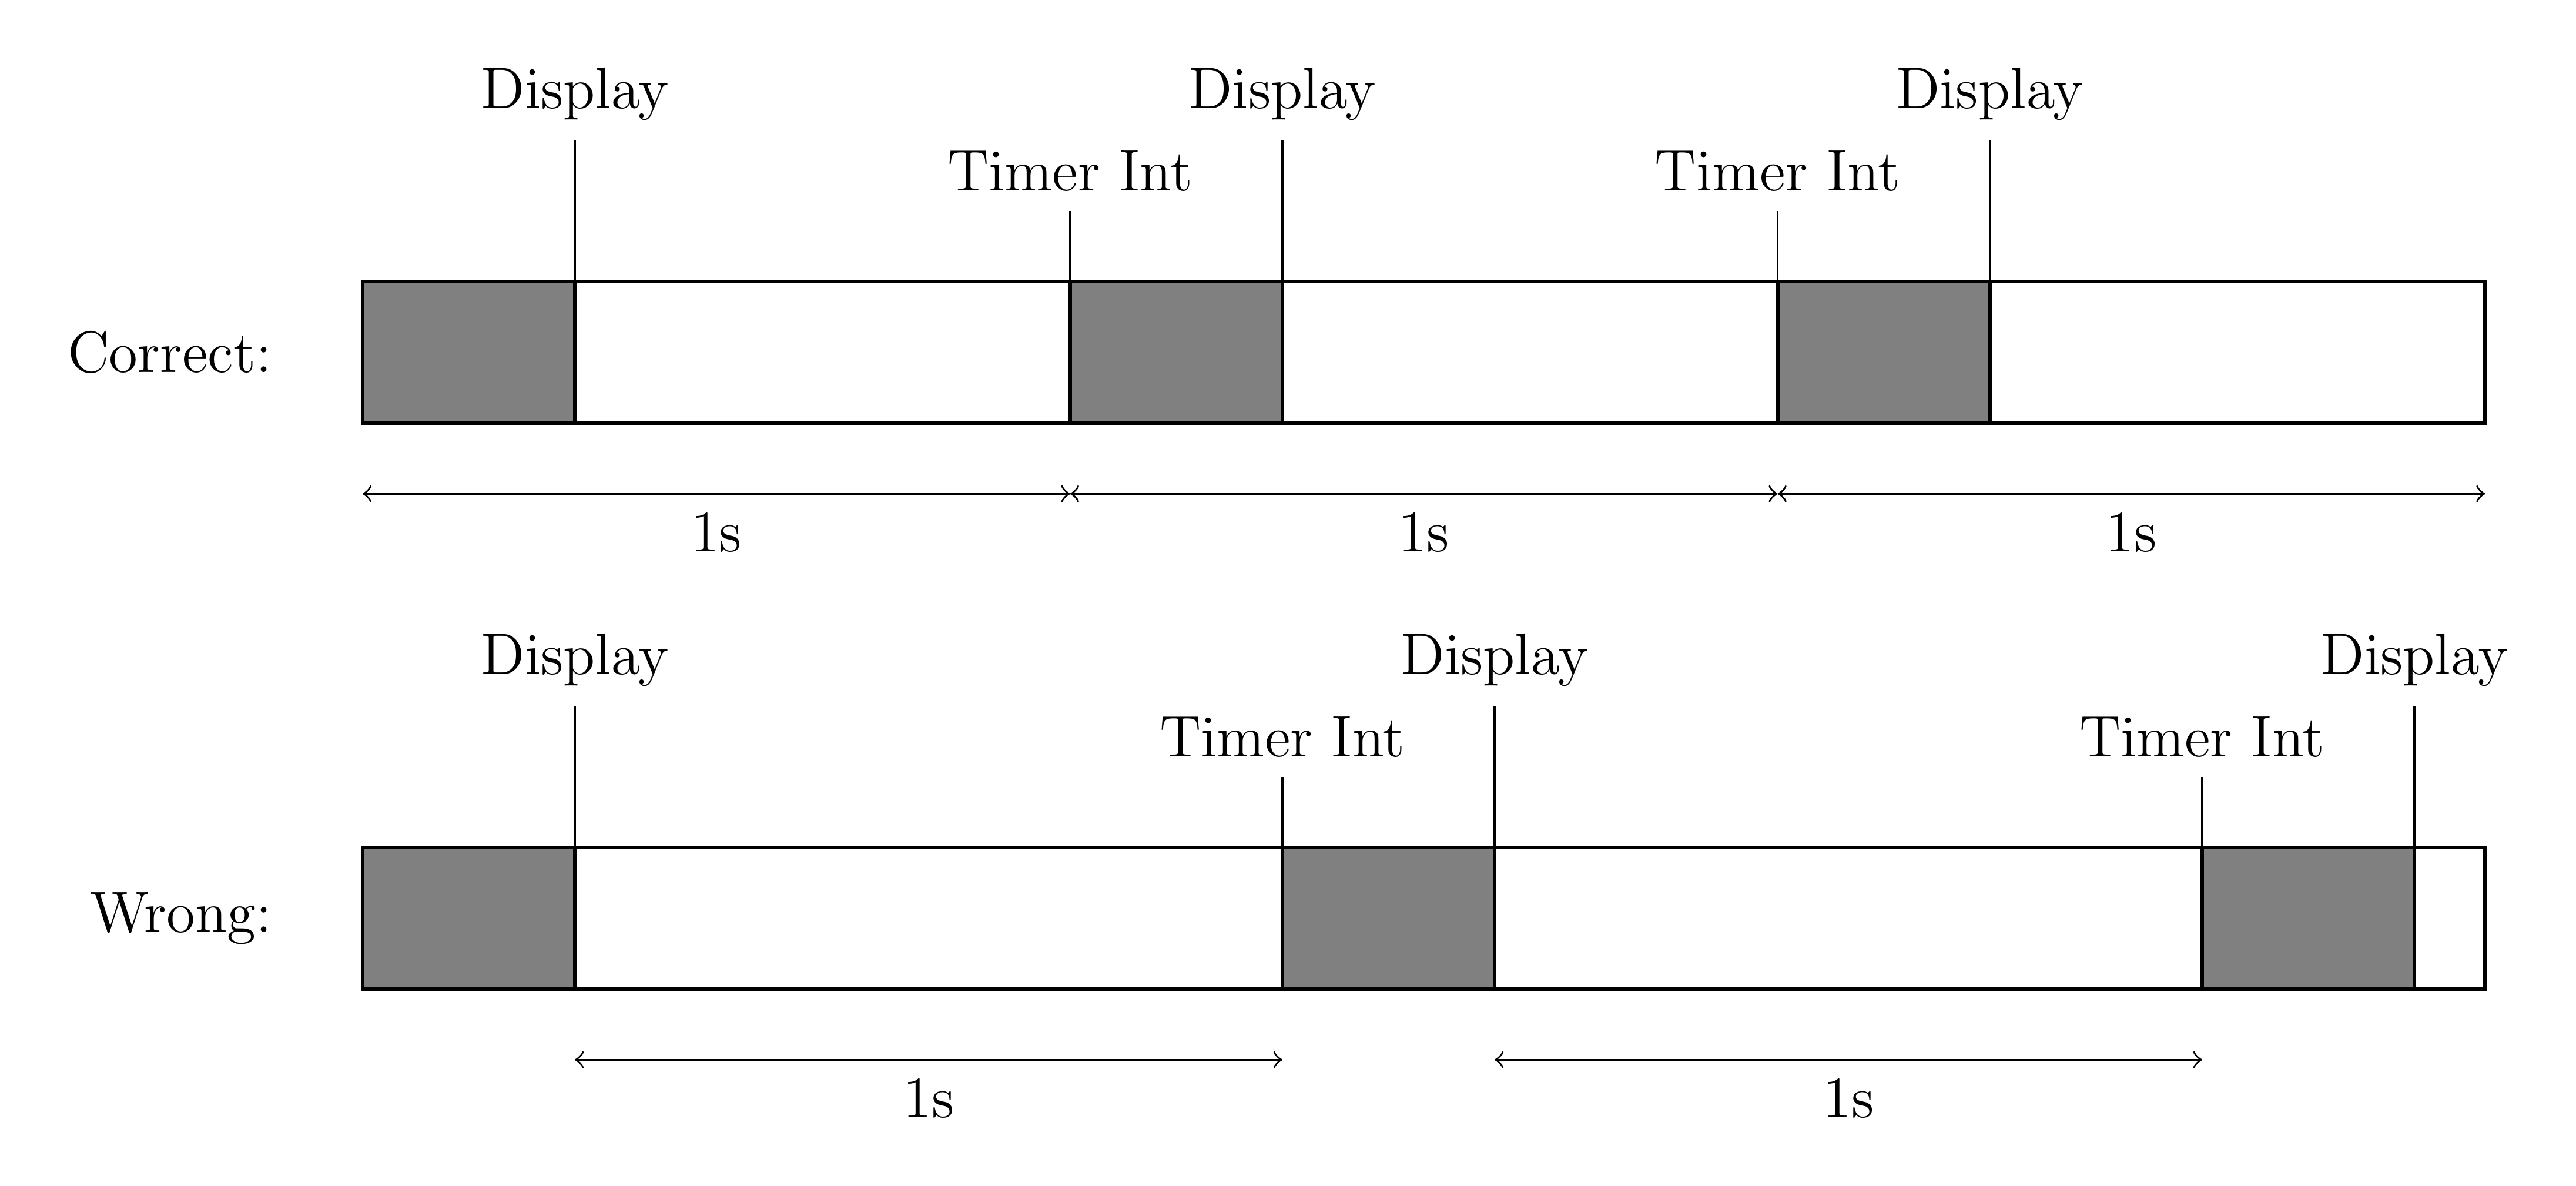 Display Display Display
Timer Int Timer Int
Correct:
1s 1s 1s
Display Display Display
Timer Int Timer Int
Wrong:
1s 1s